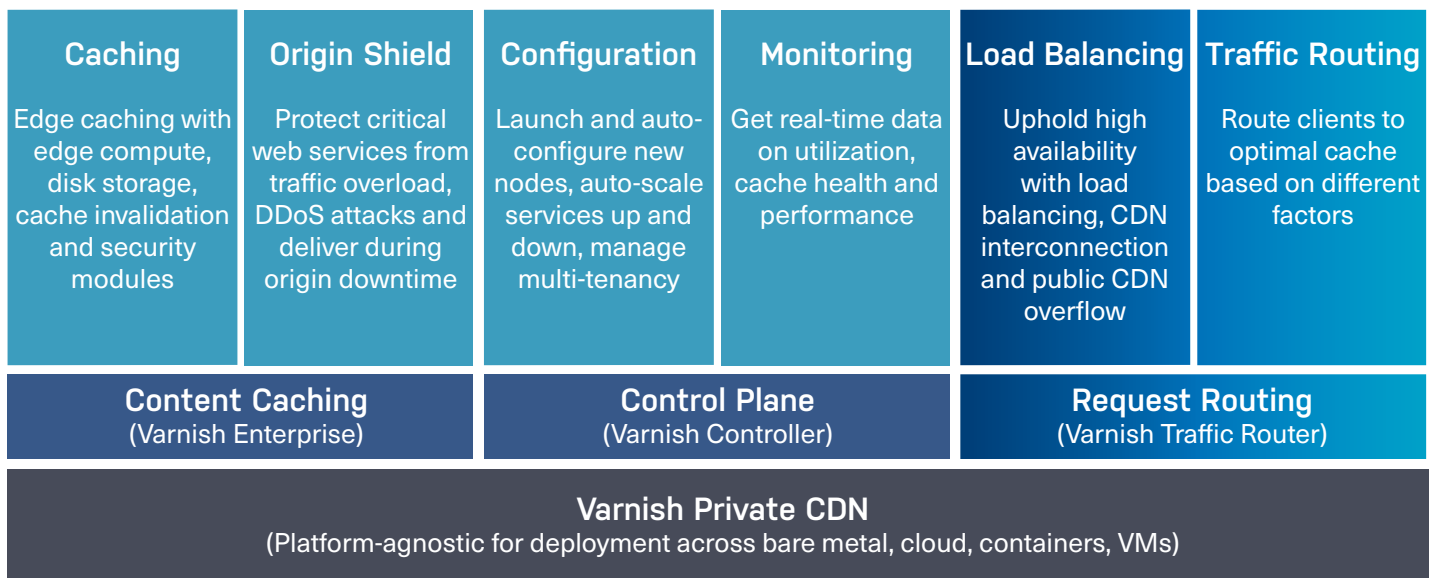 Caching
Edge caching with
edge compute,
disk storage,
cache invalidation
and security
modules
Origin Shield
Protect critical
web services from
traffic overload,
DDoS attacks and
deliver during
origin downtime
Configuration
Launch and auto-
configure new
nodes, auto-scale
services up and
down, manage
multi-tenancy
Monitoring
Get real-time data
on utilization,
cache health and
performance
Load Balancing
Uphold high
availability
with load
balancing, CDN
interconnection
and public CDN
overflow
Traffic Routing
Route clients to
optimal cache
based on different
factors
Content Caching
(Varnish Enterprise)
Control Plane
(Varnish Controller)
Request Routing
(Varnish Traffic Router)
Varnish Private CDN
(Platform-agnostic for deployment across bare metal, cloud, containers, VMs)